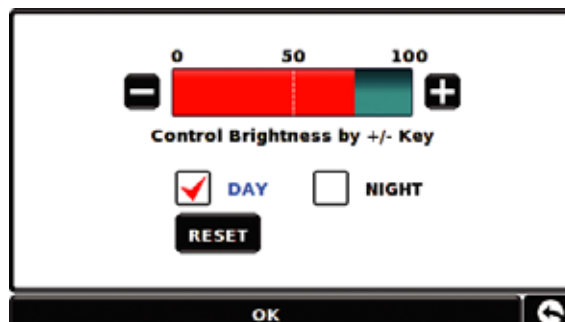 0 50 100
Control Brightness by +/- Key
DAY NIGHT
RESET
OK